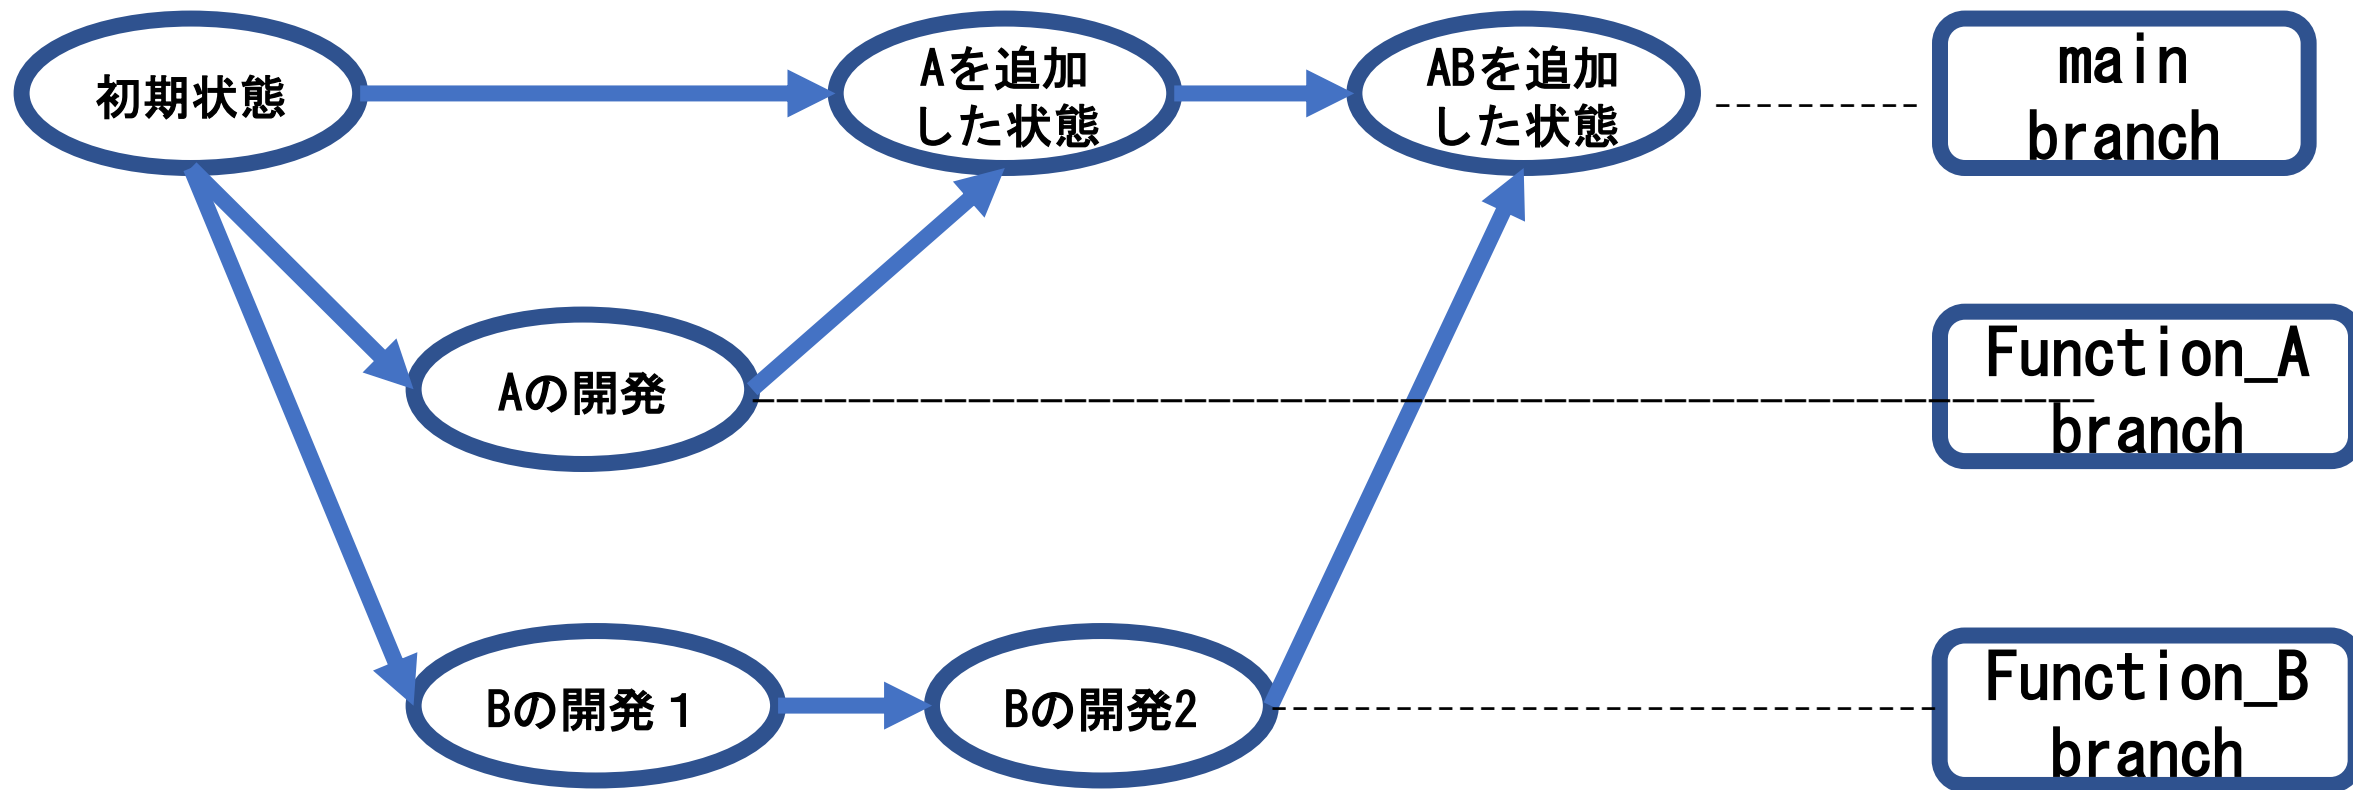 初期状態
Aを追加
した状態
ABを追加
した状態
main
branch
Aの開発
Function_A
branch
Bの開発１
Bの開発2
Function_B
branch